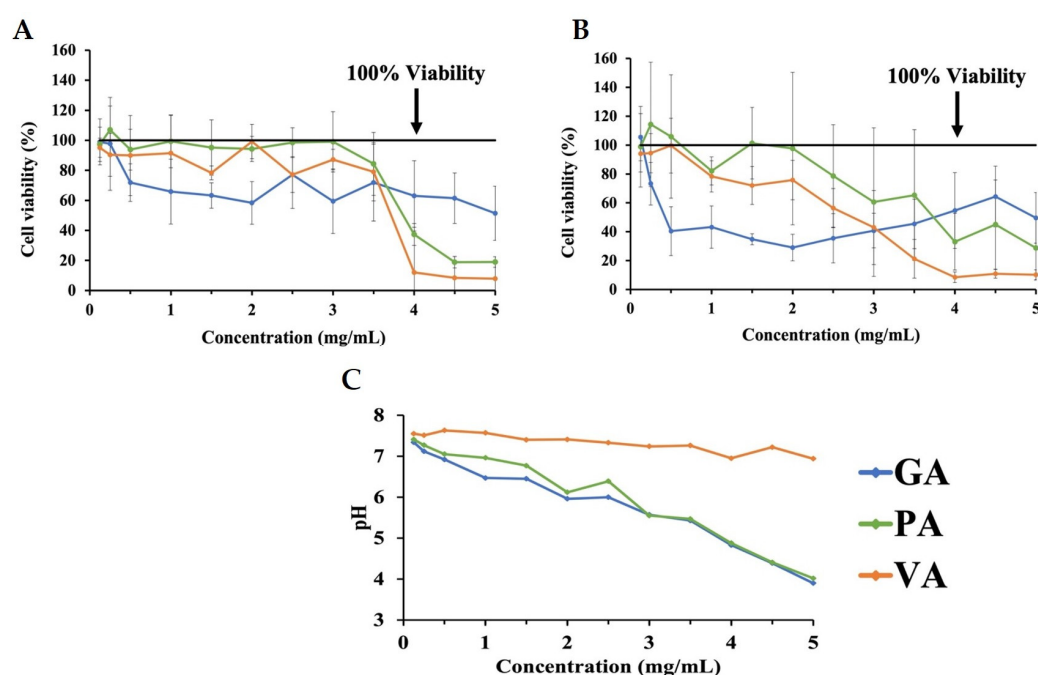 A
160
140
120
100
80
60
40
20
0
Cell viability (%)
100% Viability
0 1 2 3 4 5
Concentration (mg/mL)
B
160
140
120
100
80
60
40
20
0
Cell viability (%)
100% Viability
0 1 2 3 4 5
Concentration (mg/mL)
C
8
7
6
5
4
3
pH
0 1 2 3 4 5
Concentration (mg/mL)
GA
PA
VA